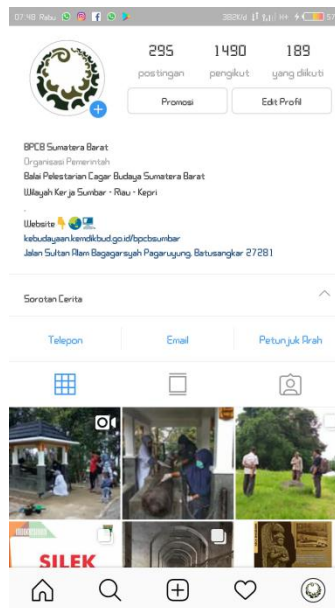 07:48 Rabu
295 1490 189
postingan pengikut yang diikuti
Promosi Edit Profil
BPCB Sumatera Barat
Organisasi Pemerintah
Balai Pelestarian Cagar Budaya Sumatera Barat
Wilayah Kerja Sumbar - Riau - Kepri
.
Website
kebudayaan.kemdikbud.go.id/bpcbsumbar
Jalan Sultan Alam Bagagarsyah Pagaruyung, Batusangkar 27281
Sorotan Cerita
Telepon Email Petunjuk Arah
SILEK